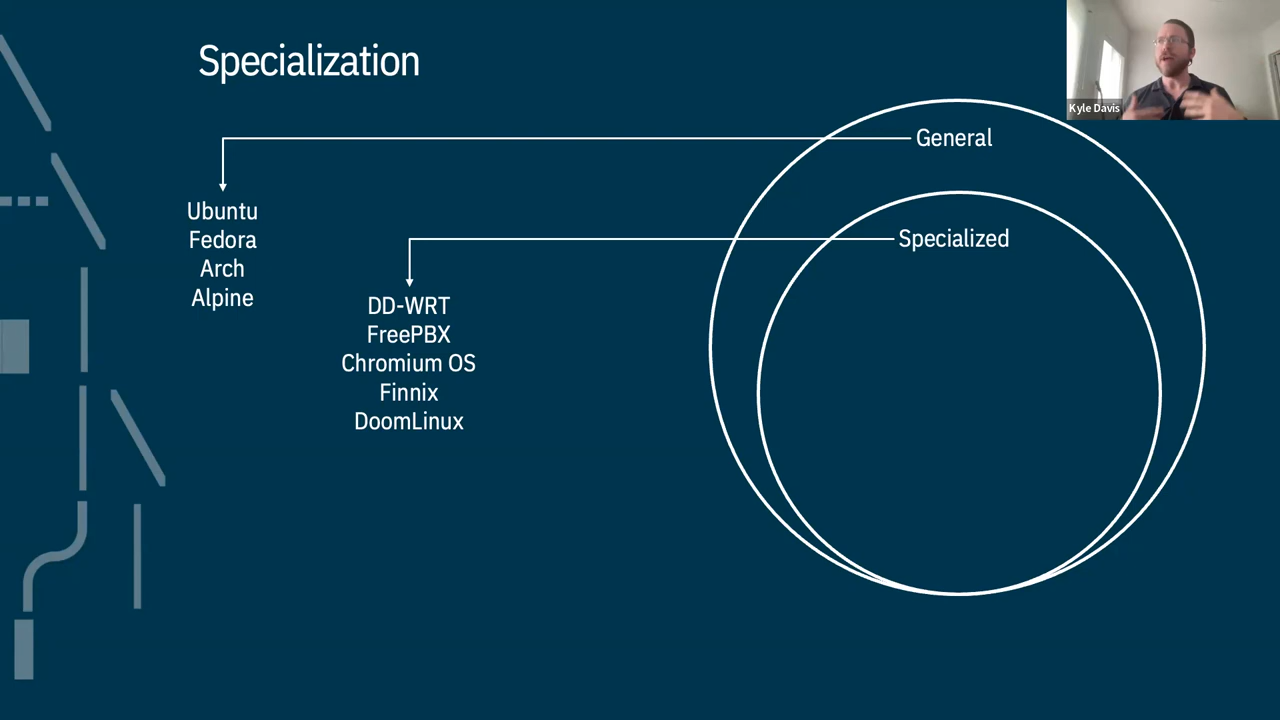 Specialization
Kyle Davis
General
Ubuntu
Fedora
Arch
Alpine
Specialized
DD-WRT
FreePBX
Chromium OS
Finnix
DoomLinux